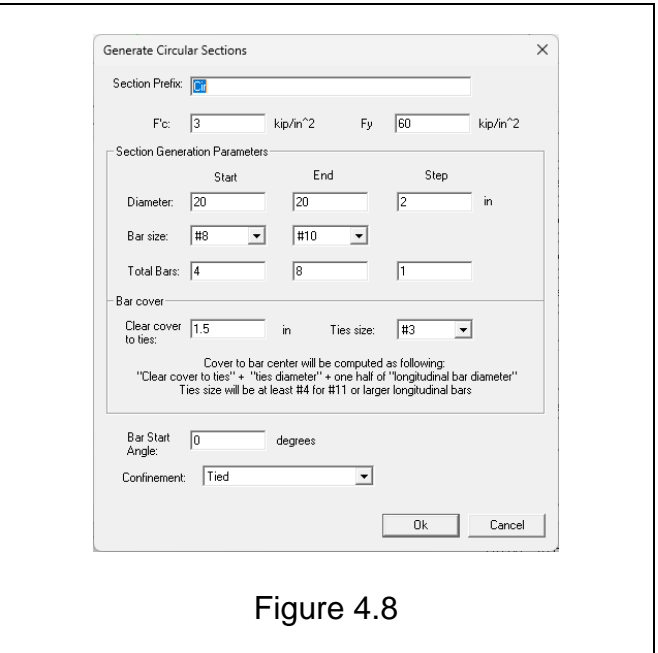 Generate Circular Sections
Section Prefix: Cir
F'c: 3 kip/in^2 Fy 60 kip/in^2
Section Generation Parameters
Start End Step
Diameter: 20 20 2 in
Bar size: #8 #10
Total Bars: 4 8 1
Bar cover
Clear cover to ties: 1.5 in Ties size: #3
Cover to bar center will be computed as following:
"Clear cover to ties" + "ties diameter" + one half of "longitudinal bar diameter"
Ties size will be at least #4 for #11 or larger longitudinal bars
Bar Start Angle: 0 degrees
Confinement: Tied
Ok Cancel
Figure 4.8